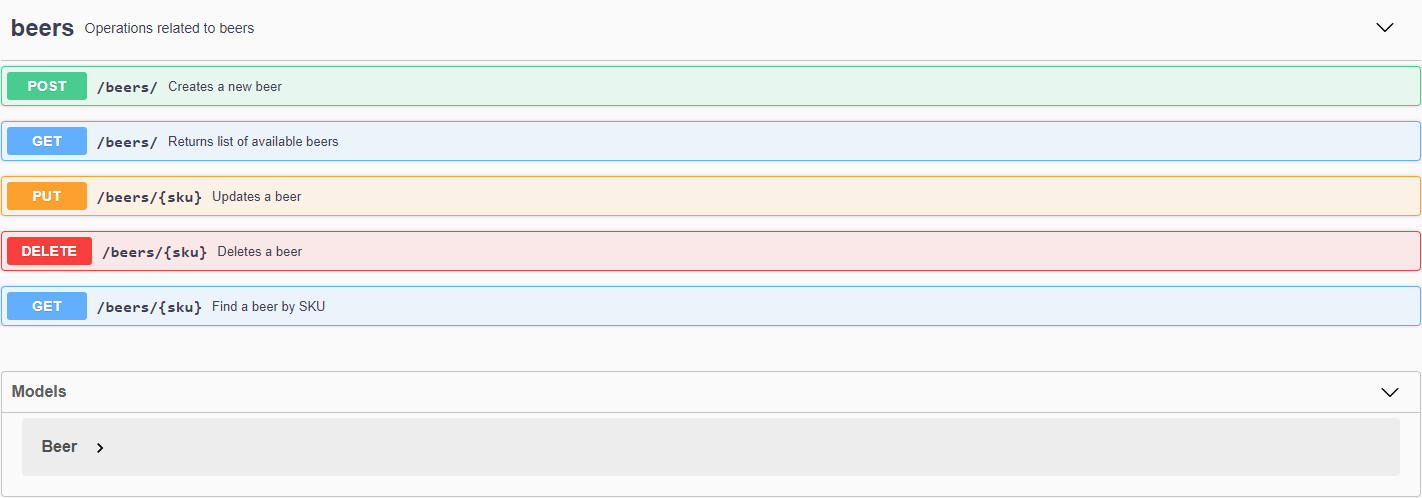 beers Operations related to beers
POST /beers/ Creates a new beer
GET /beers/ Returns list of available beers
PUT /beers/{sku} Updates a beer
DELETE /beers/{sku} Deletes a beer
GET /beers/{sku} Find a beer by SKU
Models
Beer